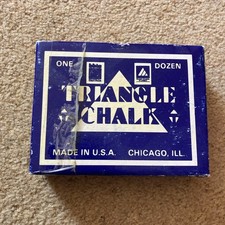 ONE DOZEN
TRIANGLE
CHALK
MADE IN U.S.A. CHICAGO, ILL.